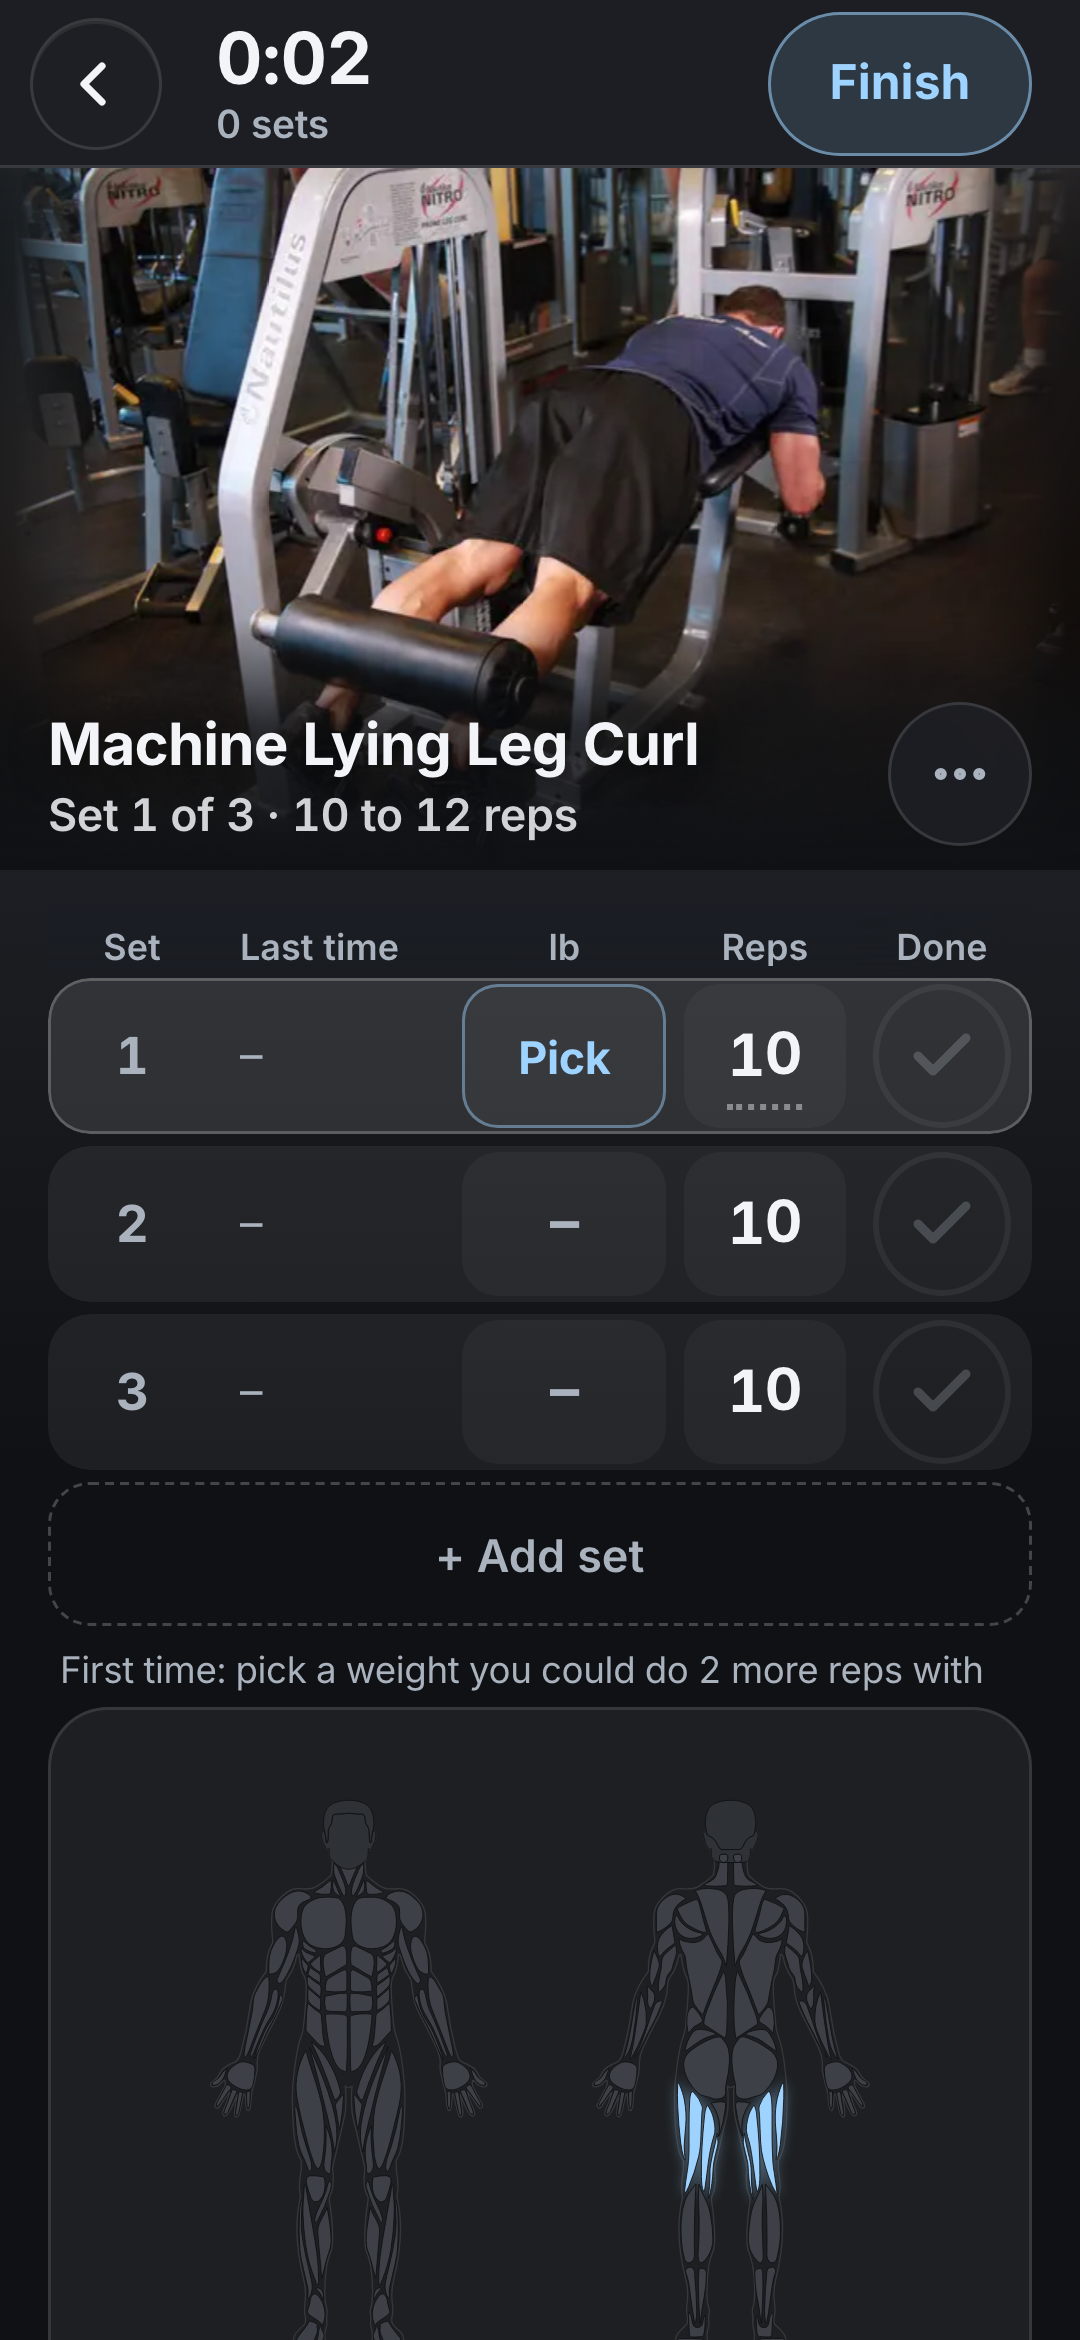 0:02
0 sets
Finish
NITRO
NITRO
NITRO
Nautilus
Machine Lying Leg Curl
Set 1 of 3 · 10 to 12 reps
Set Last time lb Reps Done
1 – Pick 10
2 – – 10
3 – – 10
+ Add set
First time: pick a weight you could do 2 more reps with